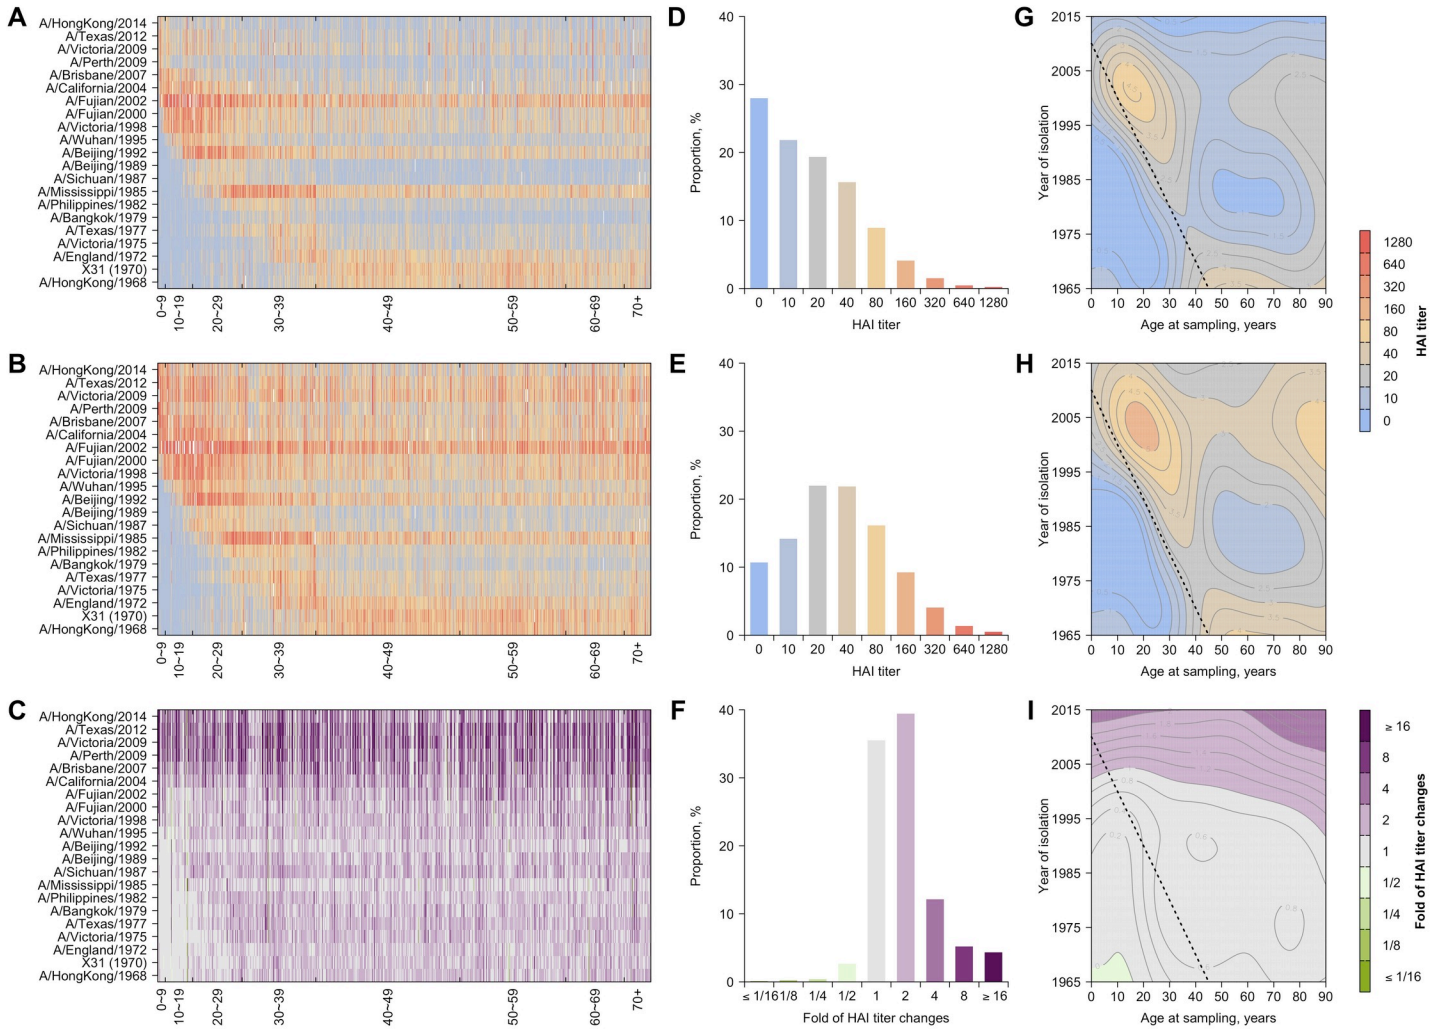 A
A/HongKong/2014
A/Texas/2012
A/Victoria/2009
A/Perth/2009
A/Brisbane/2007
A/California/2004
A/Fujian/2002
A/Fujian/2000
A/Victoria/1998
A/Wuhan/1995
A/Beijing/1992
A/Beijing/1989
A/Sichuan/1987
A/Mississippi/1985
A/Philippines/1982
A/Bangkok/1979
A/Texas/1977
A/Victoria/1975
A/England/1972
X31 (1970)
A/HongKong/1968
0~9
10~19
20~29
30~39
40~49
50~59
60~69
70+
D
Proportion, %
40
30
20
10
0
0 10 20 40 80 160 320 640 1280
HAI titer
G
Year of isolation
2015
2005
1995
1985
1975
1965
0 10 20 30 40 50 60 70 80 90
Age at sampling, years
1280
640
320
160
80
40
20
10
0
HAI titer
B
A/HongKong/2014
A/Texas/2012
A/Victoria/2009
A/Perth/2009
A/Brisbane/2007
A/California/2004
A/Fujian/2002
A/Fujian/2000
A/Victoria/1998
A/Wuhan/1995
A/Beijing/1992
A/Beijing/1989
A/Sichuan/1987
A/Mississippi/1985
A/Philippines/1982
A/Bangkok/1979
A/Texas/1977
A/Victoria/1975
A/England/1972
X31 (1970)
A/HongKong/1968
0~9
10~19
20~29
30~39
40~49
50~59
60~69
70+
E
Proportion, %
40
30
20
10
0
0 10 20 40 80 160 320 640 1280
HAI titer
H
Year of isolation
2015
2005
1995
1985
1975
1965
0 10 20 30 40 50 60 70 80 90
Age at sampling, years
C
A/HongKong/2014
A/Texas/2012
A/Victoria/2009
A/Perth/2009
A/Brisbane/2007
A/California/2004
A/Fujian/2002
A/Fujian/2000
A/Victoria/1998
A/Wuhan/1995
A/Beijing/1992
A/Beijing/1989
A/Sichuan/1987
A/Mississippi/1985
A/Philippines/1982
A/Bangkok/1979
A/Texas/1977
A/Victoria/1975
A/England/1972
X31 (1970)
A/HongKong/1968
0~9
10~19
20~29
30~39
40~49
50~59
60~69
70+
F
Proportion, %
40
30
20
10
0
≤ 1/16 1/8 1/4 1/2 1 2 4 8 ≥ 16
Fold of HAI titer changes
I
Year of isolation
2015
2005
1995
1985
1975
1965
0 10 20 30 40 50 60 70 80 90
Age at sampling, years
≥ 16
8
4
2
1
1/2
1/4
1/8
≤ 1/16
Fold of HAI titer changes